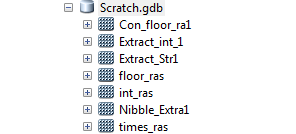 Scratch.gdb
Con_floor_ra1
Extract_int_1
Extract_Str1
floor_ras
int_ras
Nibble_Extra1
times_ras